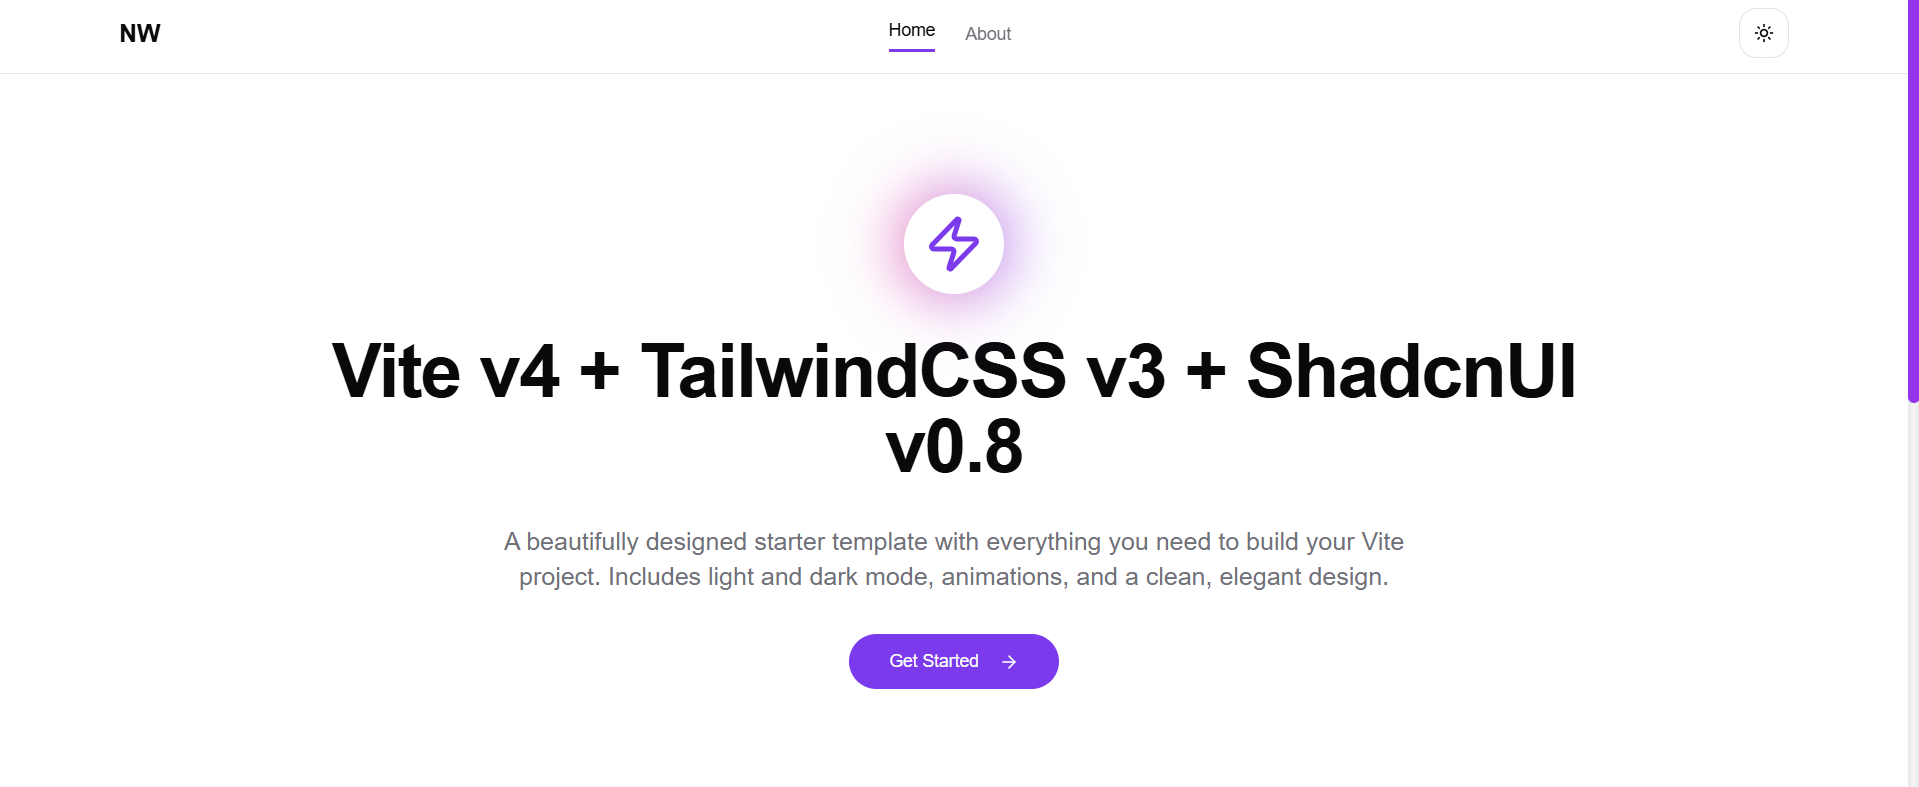 NW
Home
About
Vite v4 + TailwindCSS v3 + ShadcnUI
v0.8
A beautifully designed starter template with everything you need to build your Vite
project. Includes light and dark mode, animations, and a clean, elegant design.
Get Started